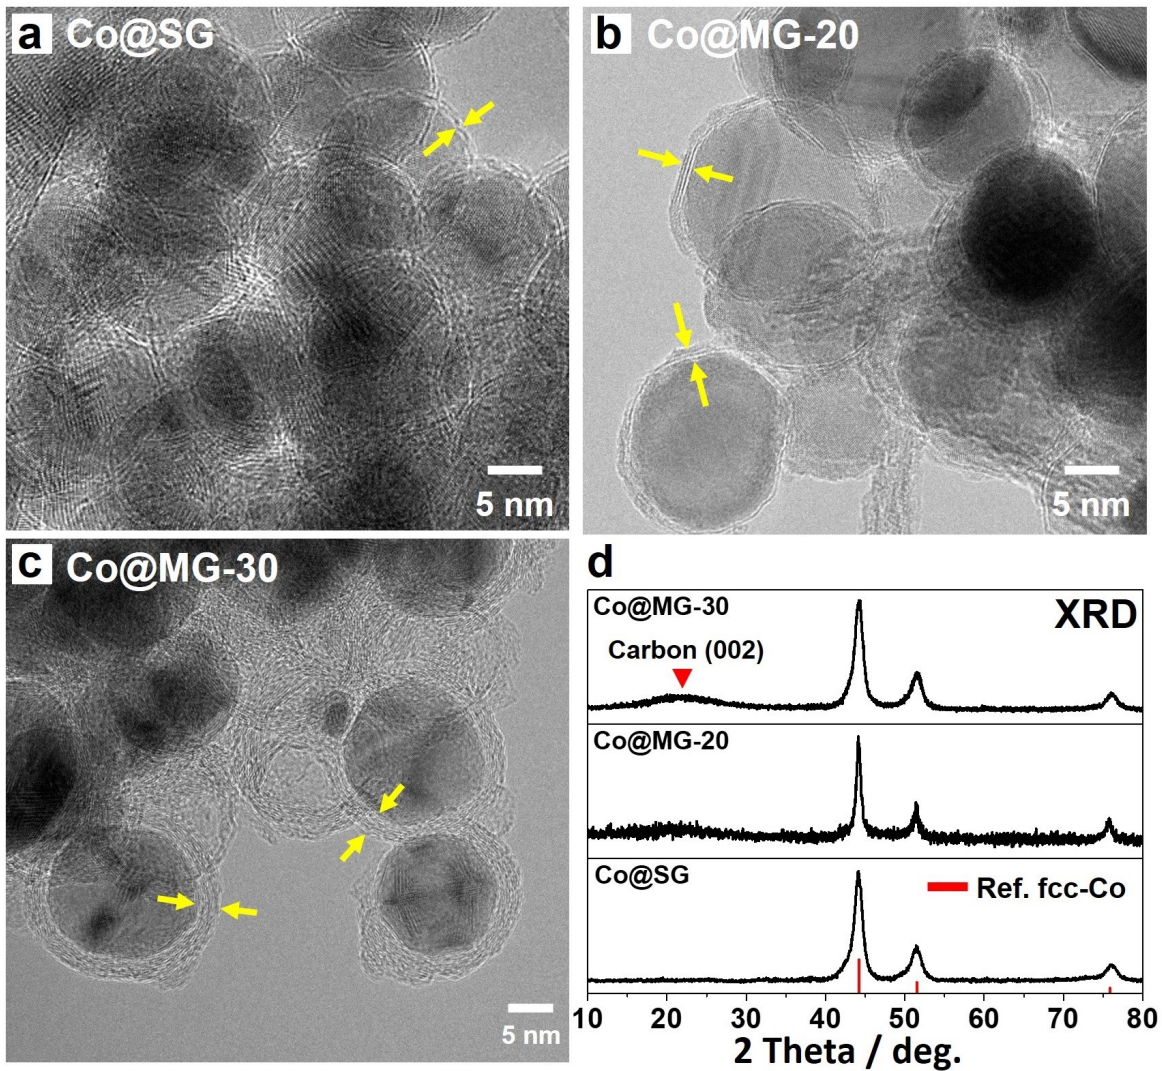 a Co@SG
5 nm
b Co@MG-20
5 nm
c Co@MG-30
5 nm
d
Co@MG-30
XRD
Carbon (002)
Co@MG-20
Co@SG
Ref. fcc-Co
10 20 30 40 50 60 70 80
2 Theta / deg.